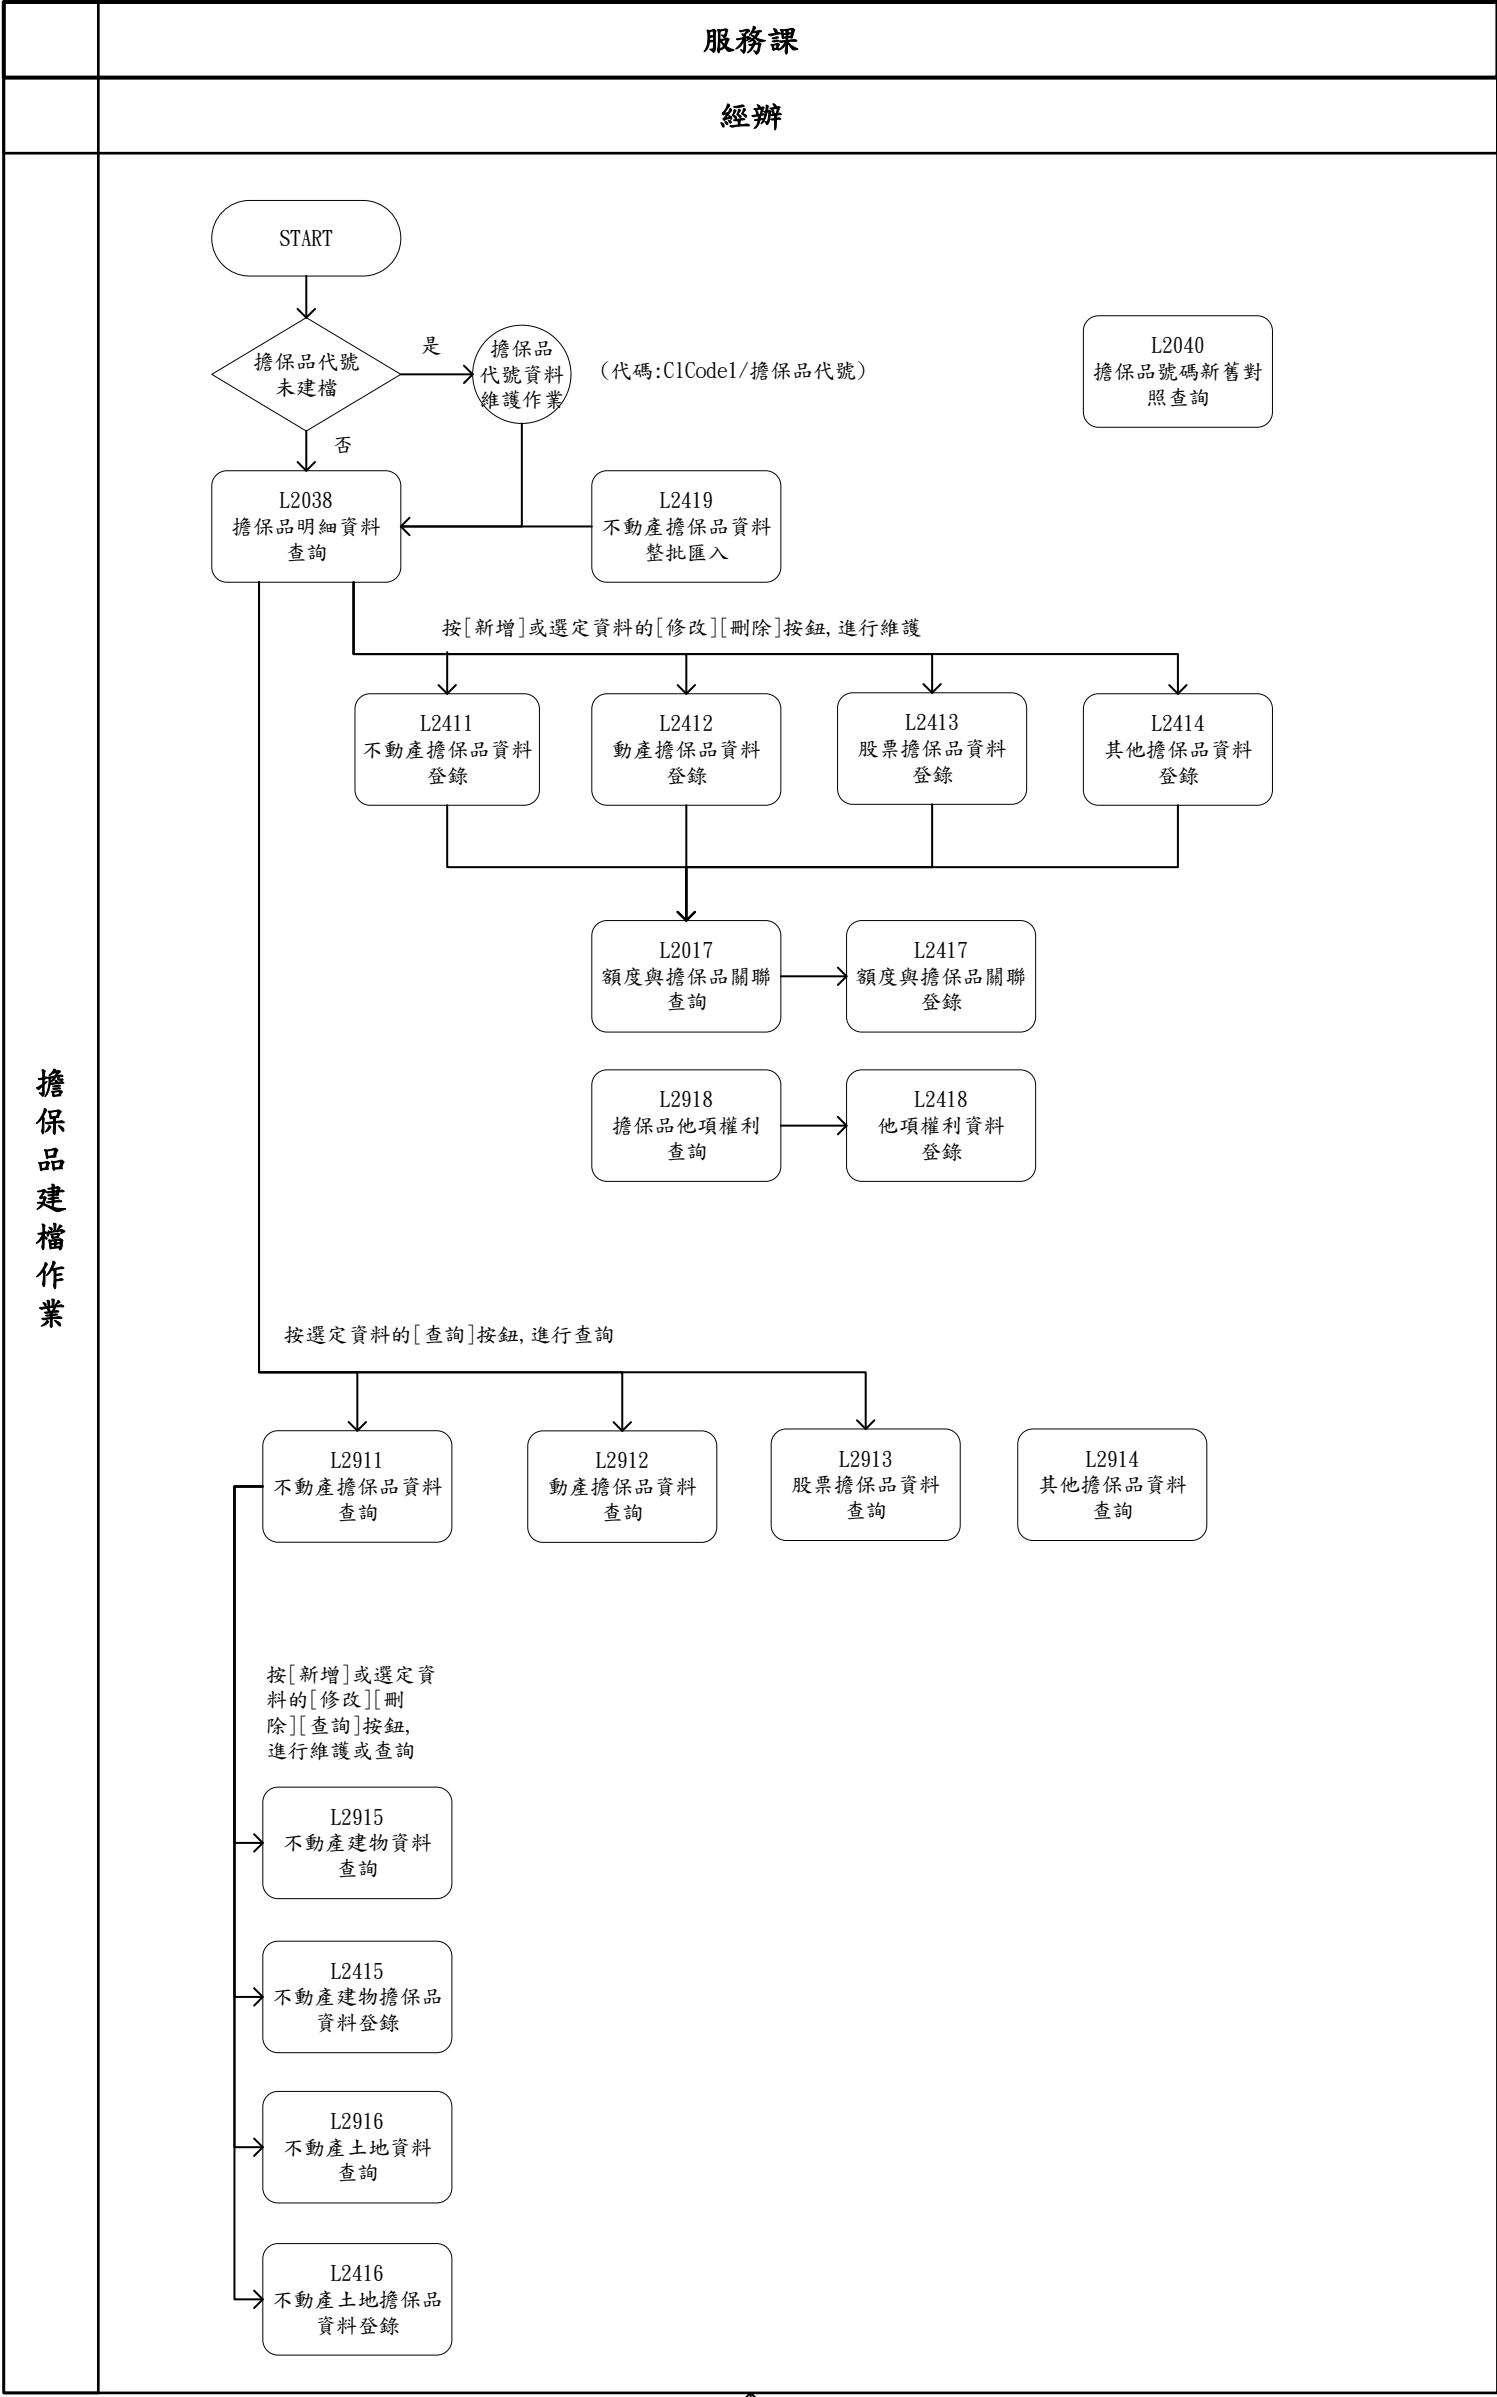 服務課
經辦
擔保品建檔作業
START
擔保品代號
未建檔
是
擔保品
代號資料
維護作業
(代碼:ClCode1/擔保品代號)
L2040
擔保品號碼新舊對
照查詢
否
L2038
擔保品明細資料
查詢
L2419
不動產擔保品資料
整批匯入
按[新增]或選定資料的[修改][刪除]按鈕,進行維護
L2411
不動產擔保品資料
登錄
L2412
動產擔保品資料
登錄
L2413
股票擔保品資料
登錄
L2414
其他擔保品資料
登錄
L2017
額度與擔保品關聯
查詢
L2417
額度與擔保品關聯
登錄
L2918
擔保品他項權利
查詢
L2418
他項權利資料
登錄
按選定資料的[查詢]按鈕,進行查詢
L2911
不動產擔保品資料
查詢
L2912
動產擔保品資料
查詢
L2913
股票擔保品資料
查詢
L2914
其他擔保品資料
查詢
按[新增]或選定資
料的[修改][刪
除][查詢]按鈕,
進行維護或查詢
L2915
不動產建物資料
查詢
L2415
不動產建物擔保品
資料登錄
L2916
不動產土地資料
查詢
L2416
不動產土地擔保品
資料登錄